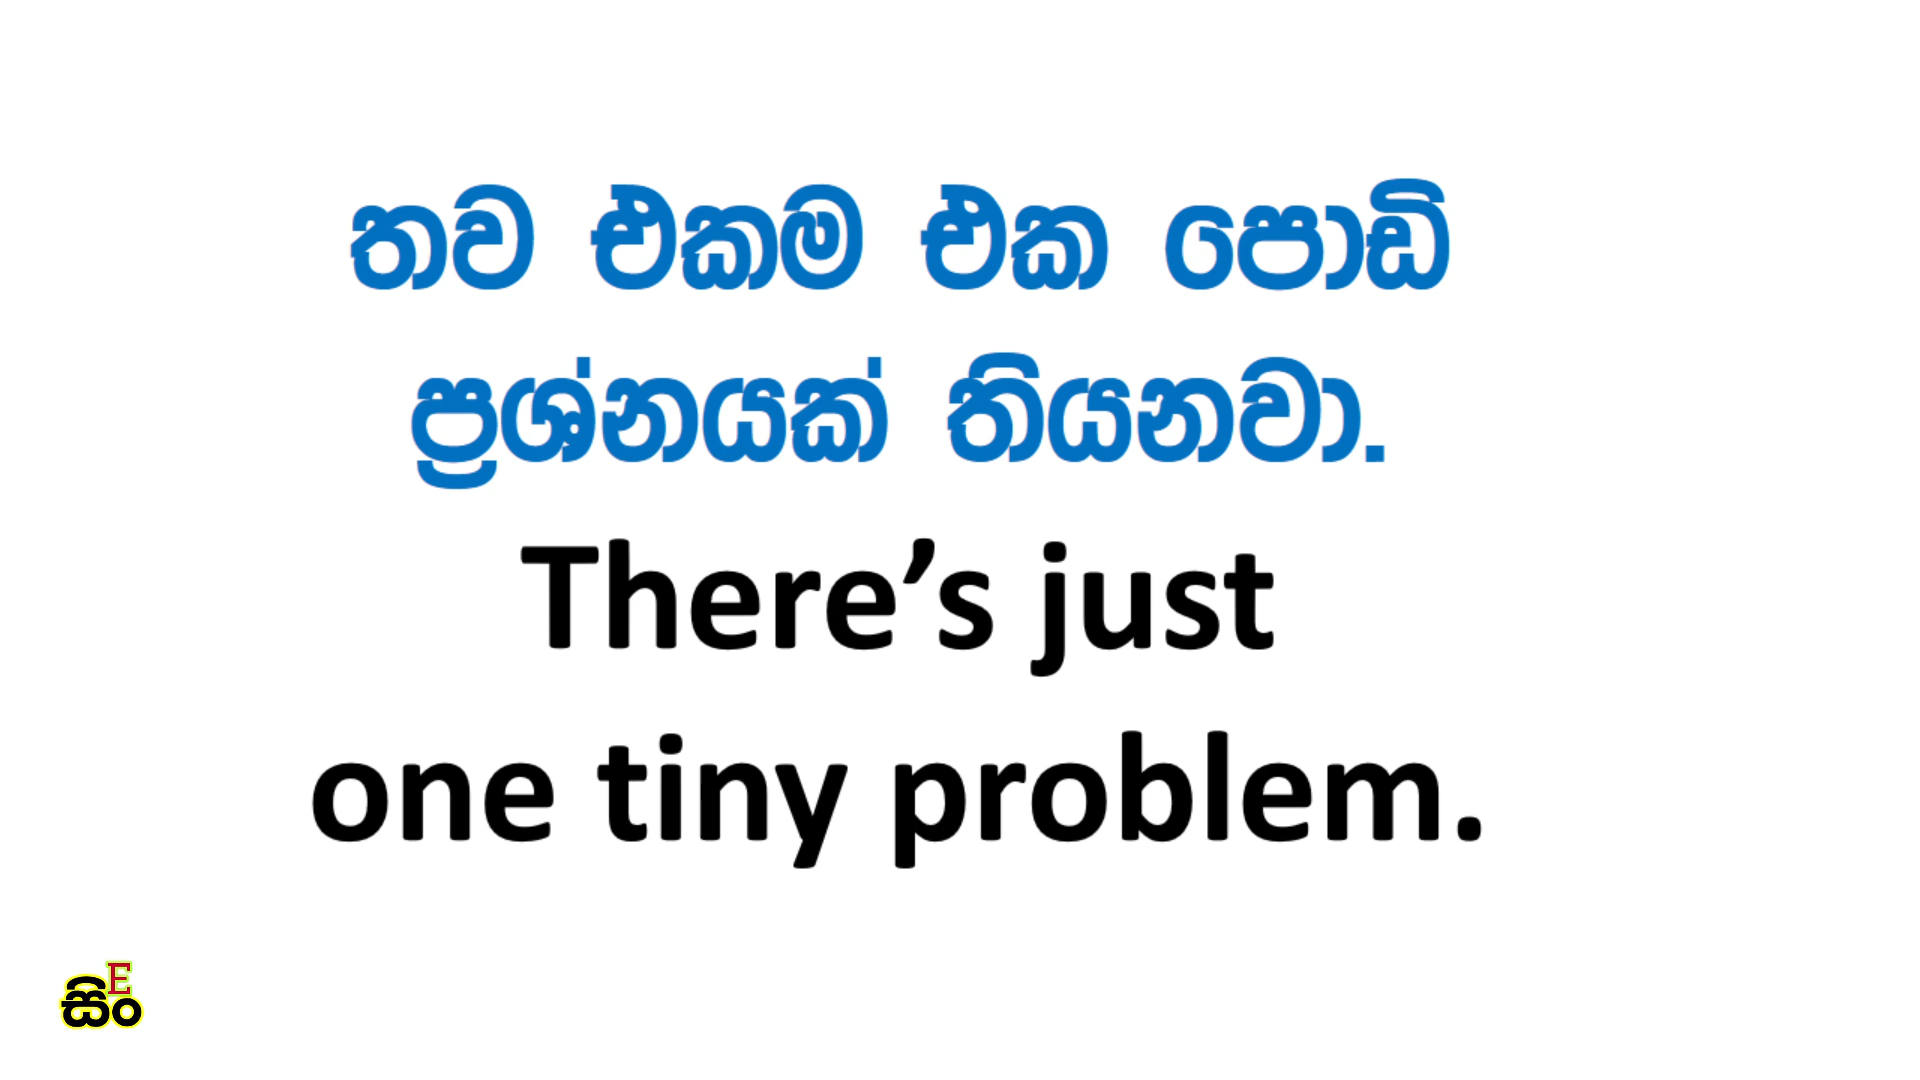 තව එකම එක පොඩි
ප්‍රශ්නයක් තියනවා.
There’s just
one tiny problem.
සිංE